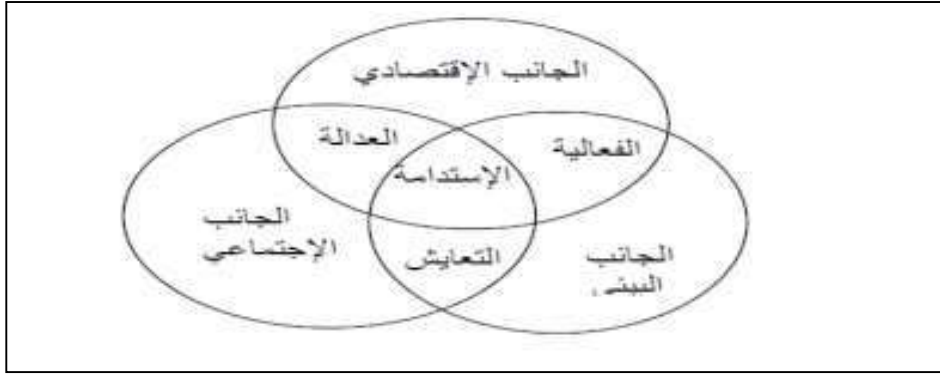 الجانب الإقتصادي
العدالة
الفعالية
الإستدامة
الجانب
الإجتماعي
التعايش
الجانب
البيئي